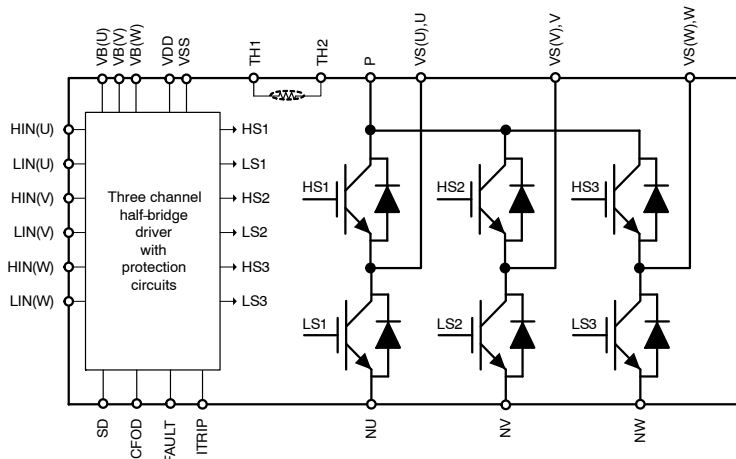 VB(U)
VB(V)
VB(W)
VDD
VSS
TH1
TH2
P
VS(U),U
VS(V),V
VS(W),W
HIN(U)
LIN(U)
HIN(V)
LIN(V)
HIN(W)
LIN(W)
Three channel
half-bridge
driver
with
protection
circuits
HS1
LS1
HS2
LS2
HS3
LS3
HS1
HS2
HS3
LS1
LS2
LS3
SD
CFOD
FAULT
ITRIP
NU
NV
NW